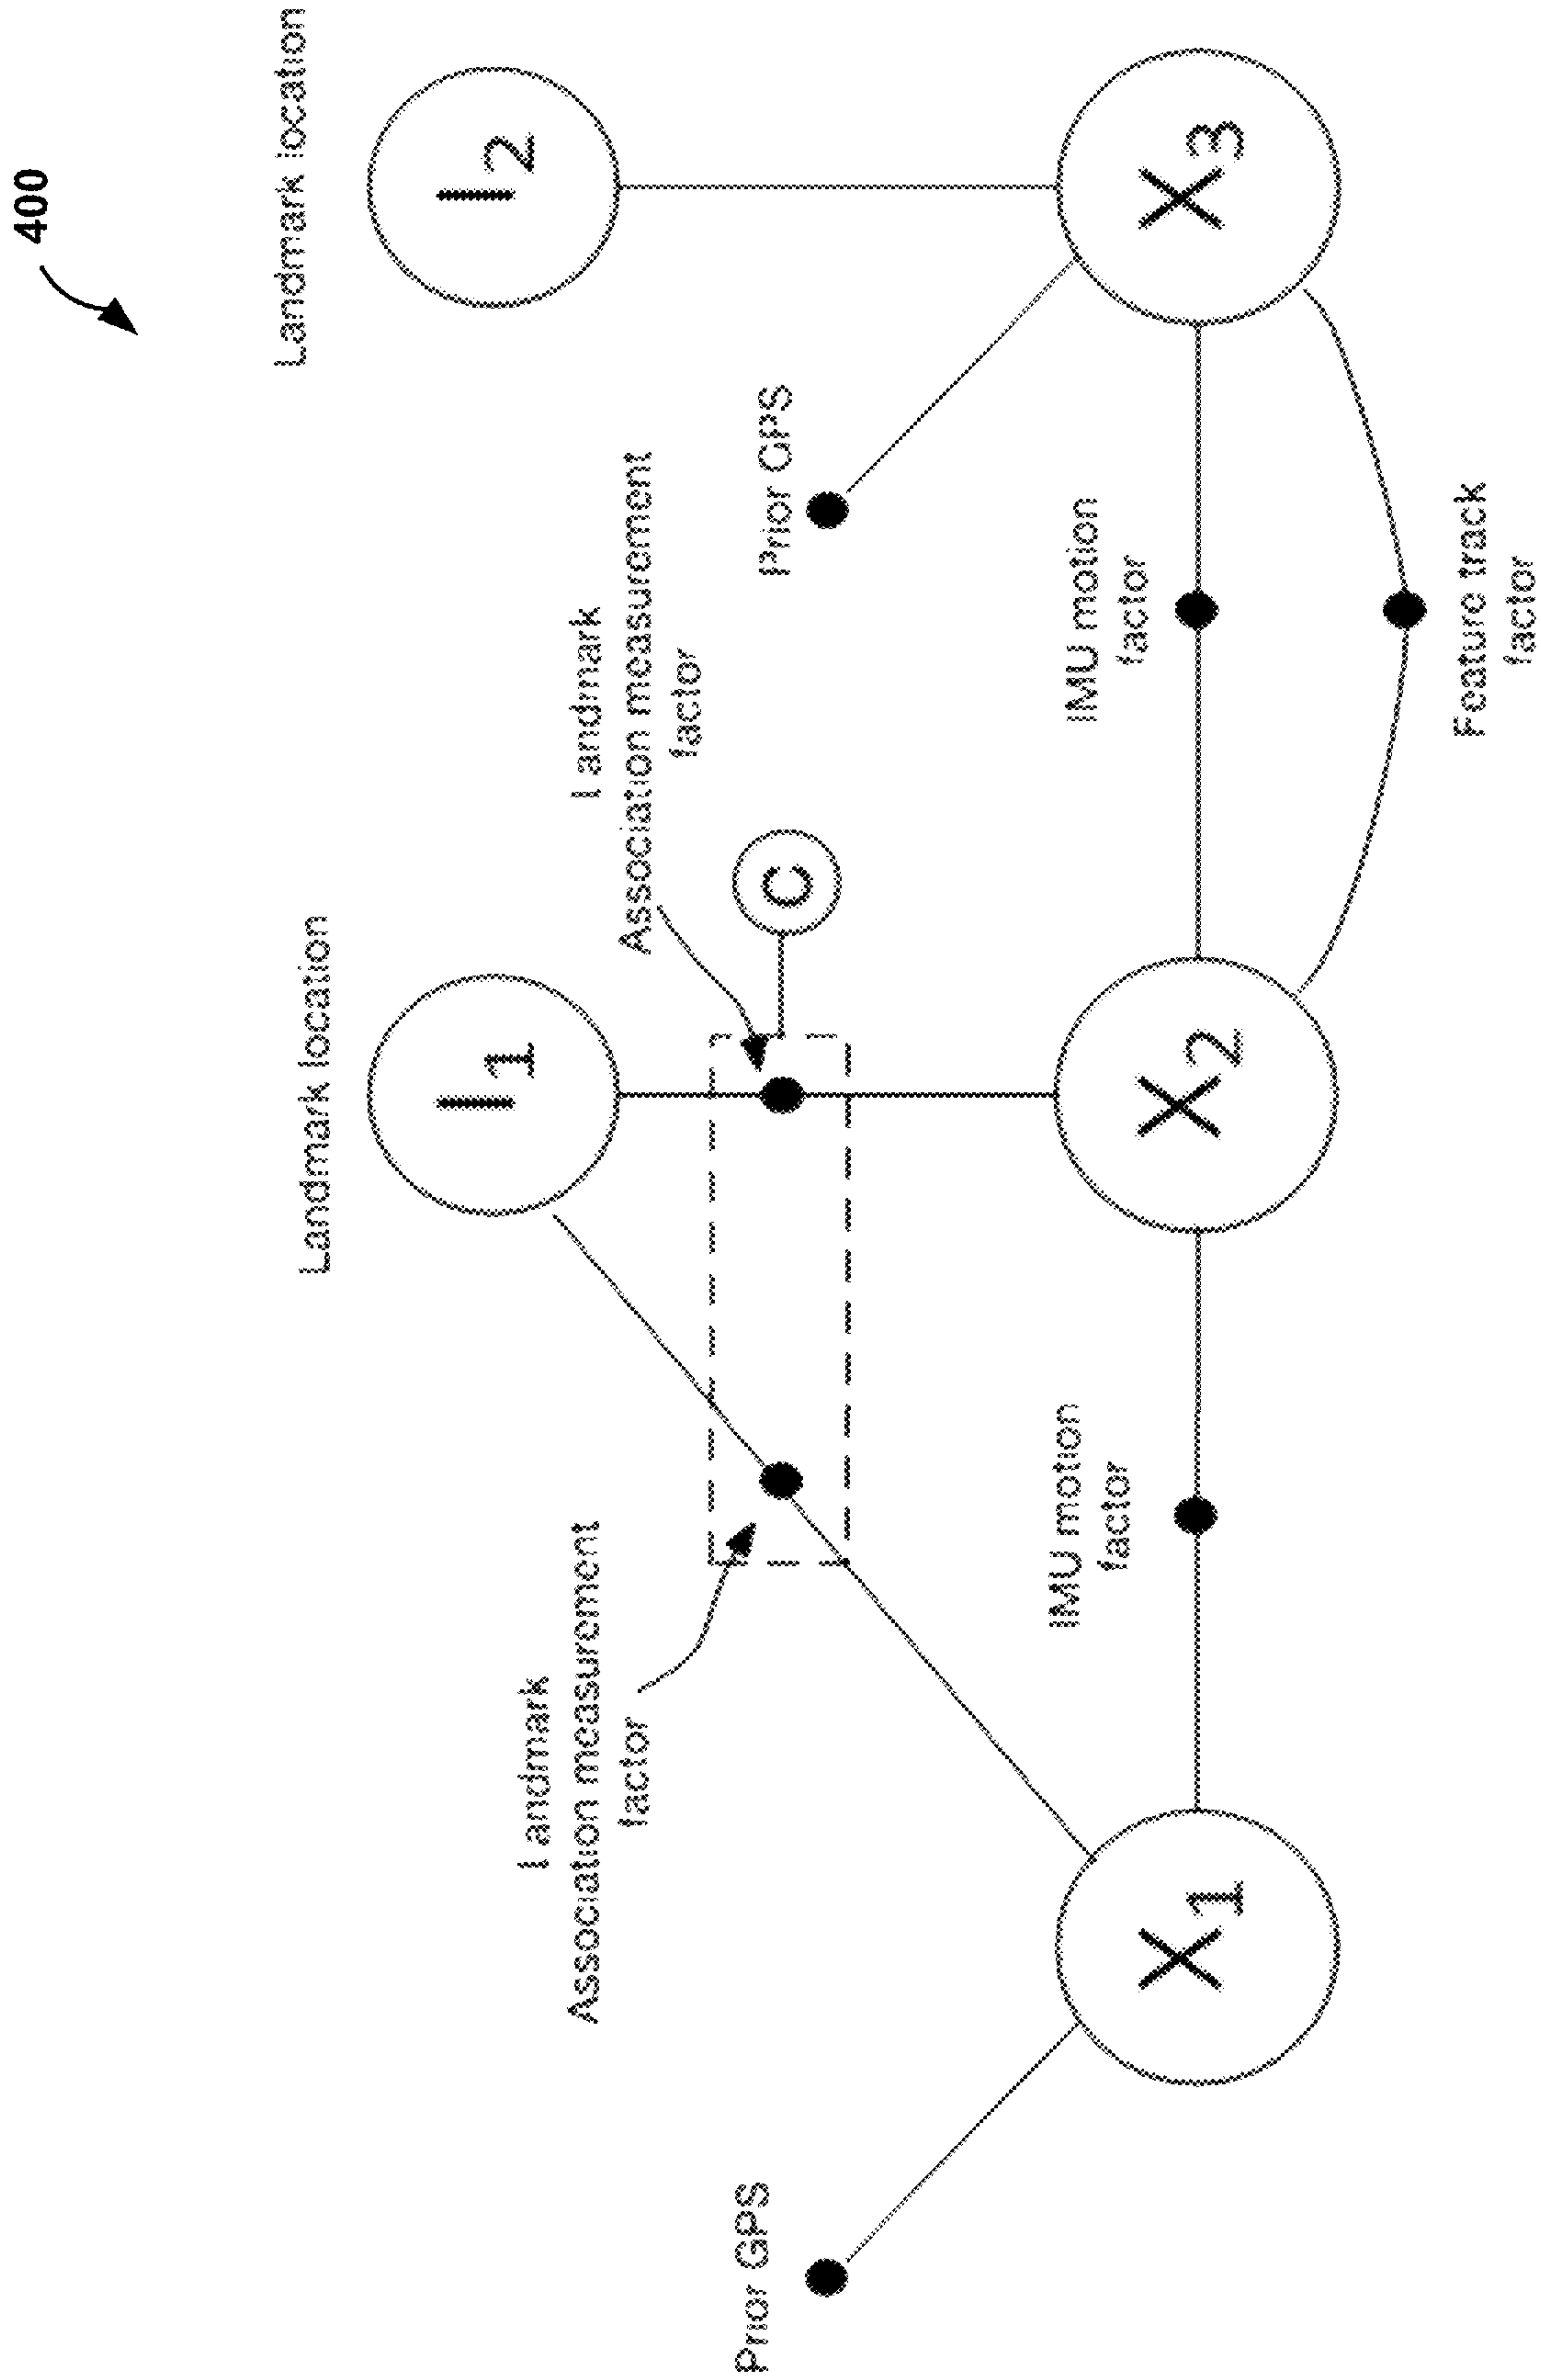 400
Landmark location
Landmark location
l1
l2
Landmark
Association measurement
factor
Landmark
Association measurement
factor
C
Prior GPS
Prior GPS
IMU motion
factor
IMU motion
factor
X1
X2
X3
Feature track
factor